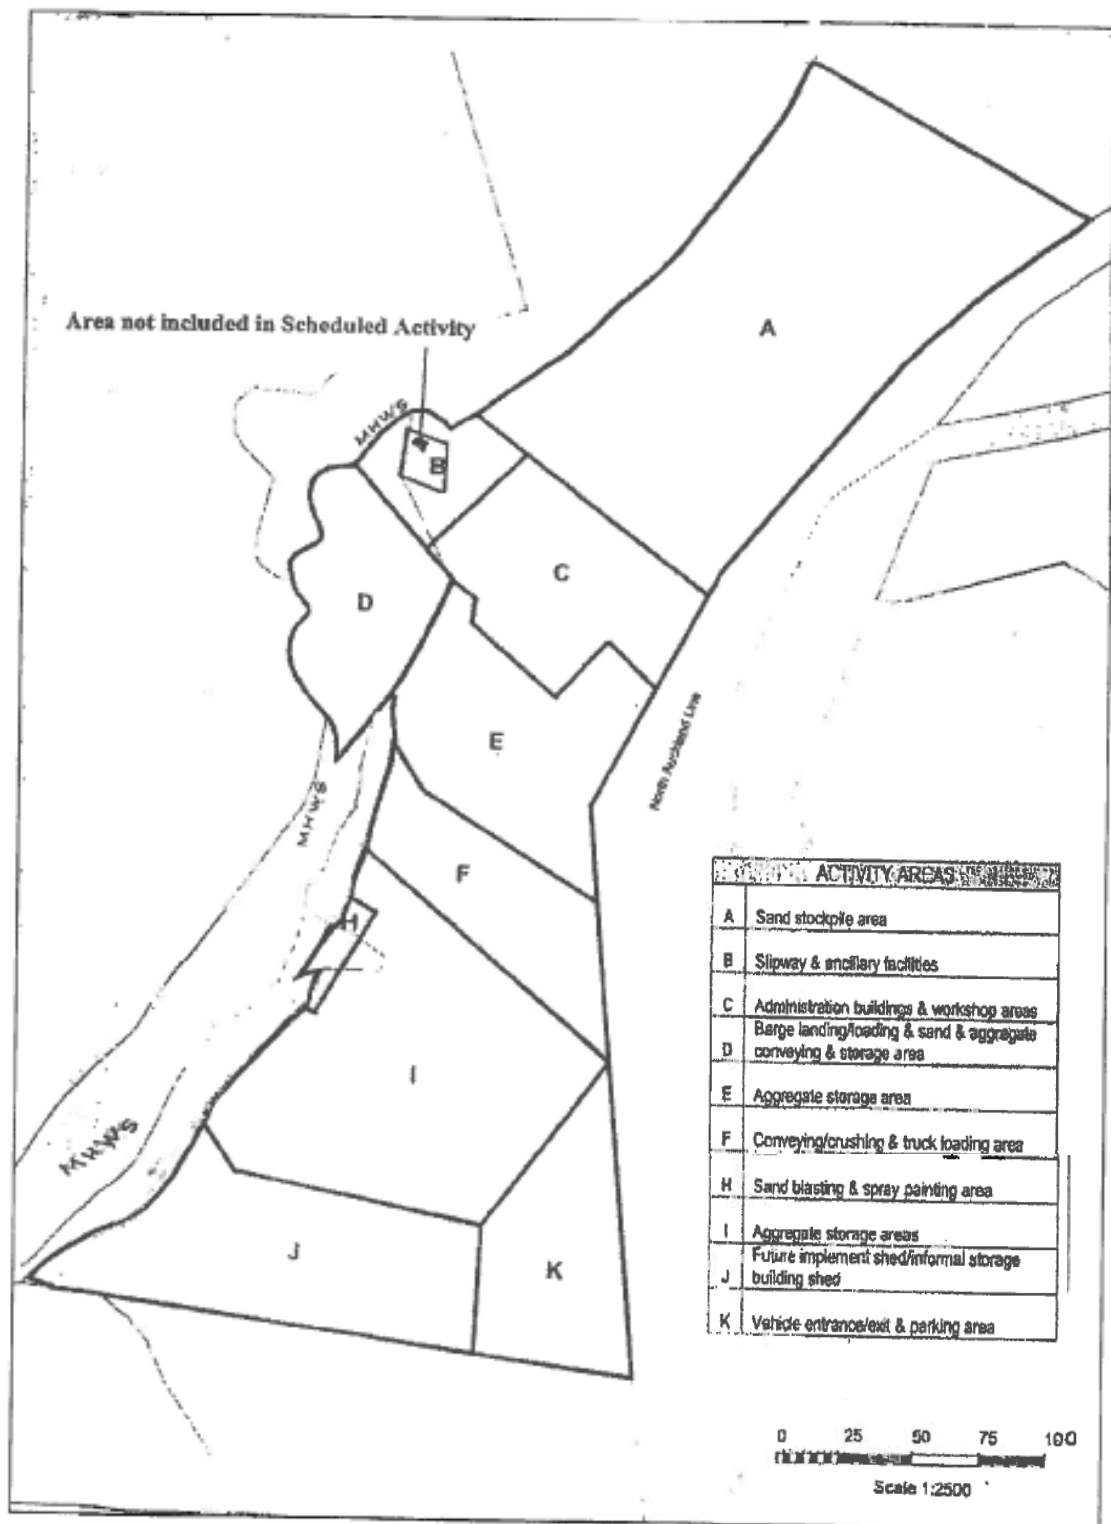 Area not included in Scheduled Activity
A
MHWS
B
C
D
E
North Auckland Line
MHWS
F
H
I
MHWS
J
K
ACTIVITY AREAS
A Sand stockpile area
B Slipway & ancillary facilities
C Administration buildings & workshop areas
D Barge landing/loading & sand & aggregate
conveying & storage area
E Aggregate storage area
F Conveying/crushing & truck loading area
H Sand blasting & spray painting area
I Aggregate storage areas
J Future implement shed/informal storage
building shed
K Vehicle entrance/exit & parking area
0 25 50 75 100
Scale 1:2500